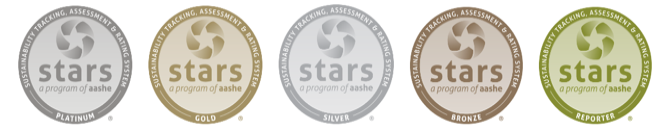 SUSTAINABILITY TRACKING, ASSESSMENT & RATING SYSTEM
stars
a program of aashe
PLATINUM
®
SUSTAINABILITY TRACKING, ASSESSMENT & RATING SYSTEM
stars
a program of aashe
GOLD
®
SUSTAINABILITY TRACKING, ASSESSMENT & RATING SYSTEM
stars
a program of aashe
SILVER
®
SUSTAINABILITY TRACKING, ASSESSMENT & RATING SYSTEM
stars
a program of aashe
BRONZE
®
SUSTAINABILITY TRACKING, ASSESSMENT & RATING SYSTEM
stars
a program of aashe
REPORTER
®